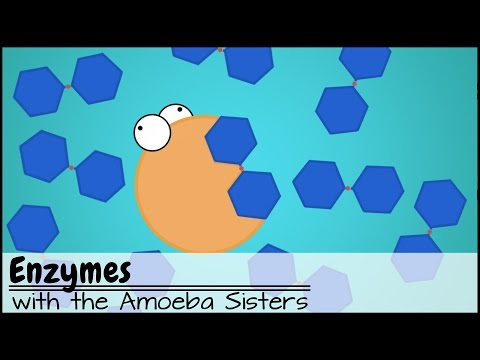 Enzymes
with the Amoeba Sisters